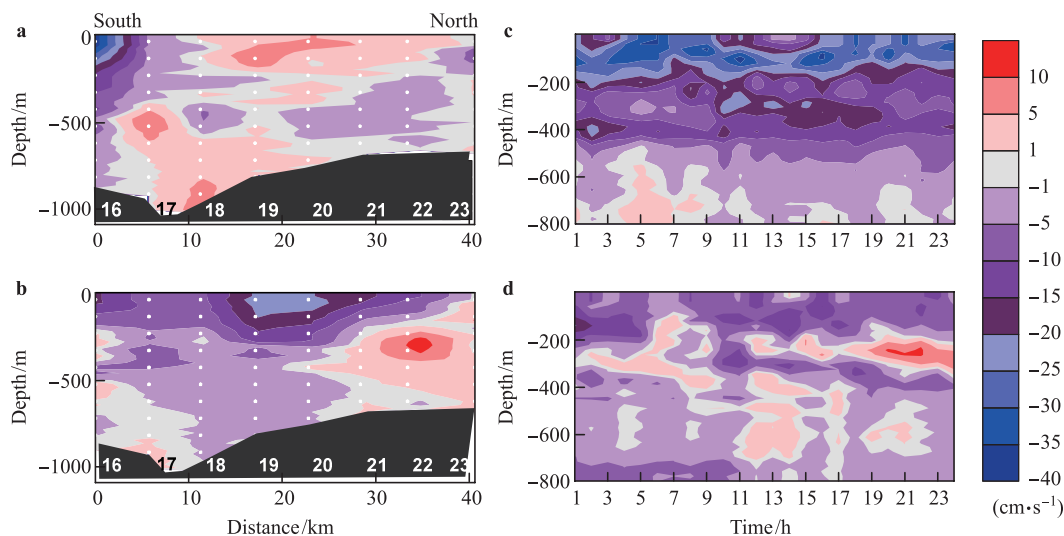 South North
a
0
−500
−1000
Depth/m
16 17 18 19 20 21 22 23
0 10 20 30 40
km
c
−200
−400
−600
−800
Depth/m
1 3 5 7 9 11 13 15 17 19 21 23
b
0
−500
−1000
Depth/m
16 17 18 19 20 21 22 23
0 10 20 30 40
Distance/km
d
−200
−400
−600
−800
Depth/m
1 3 5 7 9 11 13 15 17 19 21 23
Time/h
10
5
1
−1
−5
−10
−15
−20
−25
−30
−35
−40
(cm•s⁻¹)